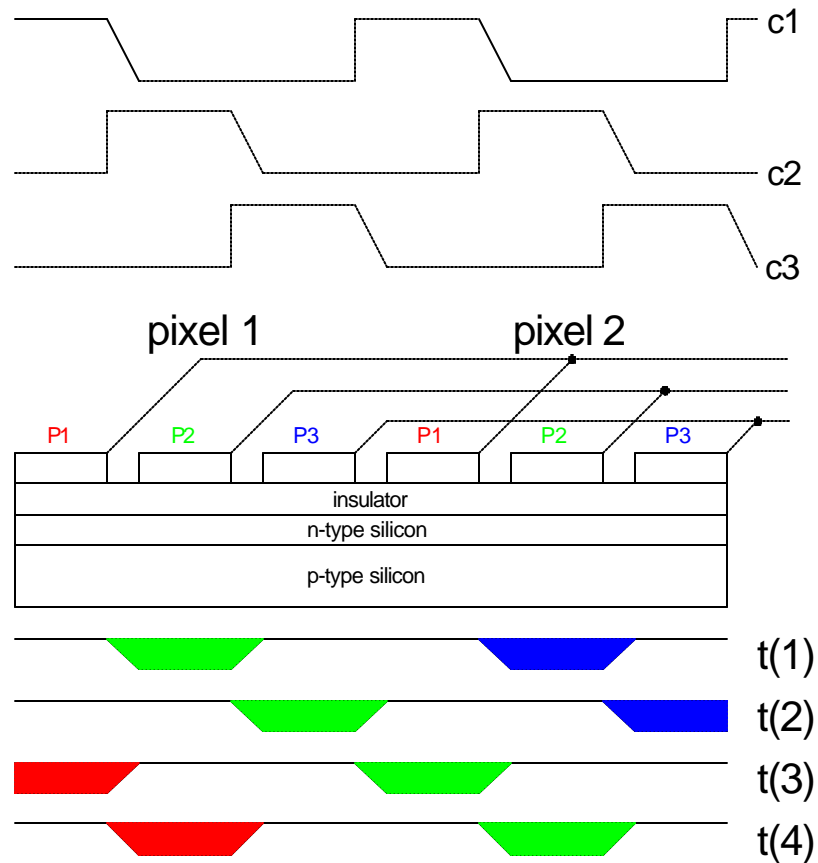 c1
c2
c3
pixel 1 pixel 2
P1 P2 P3 P1 P2 P3
insulator
n-type silicon
p-type silicon
t(1)
t(2)
t(3)
t(4)